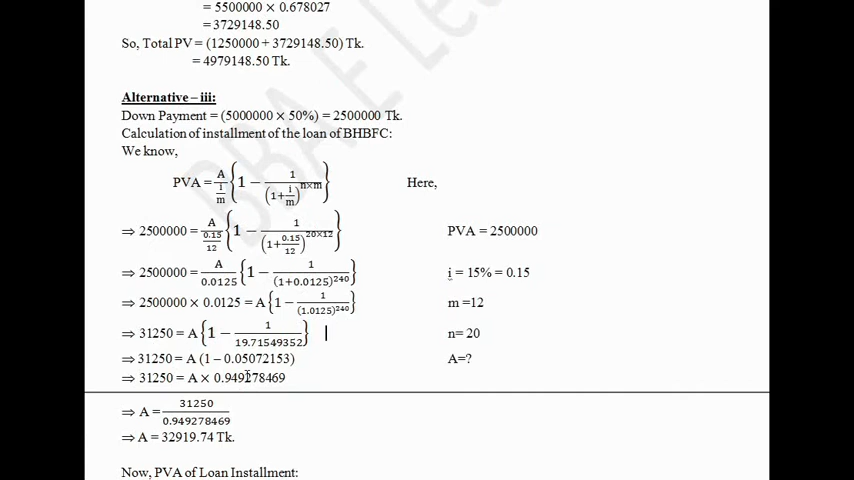 = 5500000 × 0.678027
= 3729148.50
So, Total PV = (1250000 + 3729148.50) Tk.
= 4979148.50 Tk.
Alternative – iii:
Down Payment = (5000000 × 50%) = 2500000 Tk.
Calculation of installment of the loan of BHBFC:
We know,
PVA = A/(i/m) {1 − 1/(1+i/m)^(n×m)} Here,
⇒ 2500000 = A/(0.15/12) {1 − 1/(1+0.15/12)^(20×12)} PVA = 2500000
⇒ 2500000 = A/0.0125 {1 − 1/(1+0.0125)^240} i = 15% = 0.15
⇒ 2500000 × 0.0125 = A {1 − 1/(1.0125)^240} m =12
⇒ 31250 = A {1 − 1/19.71549352} n= 20
⇒ 31250 = A (1 – 0.05072153) A=?
⇒ 31250 = A × 0.949278469
⇒ A = 31250/0.949278469
⇒ A = 32919.74 Tk.
Now, PVA of Loan Installment: